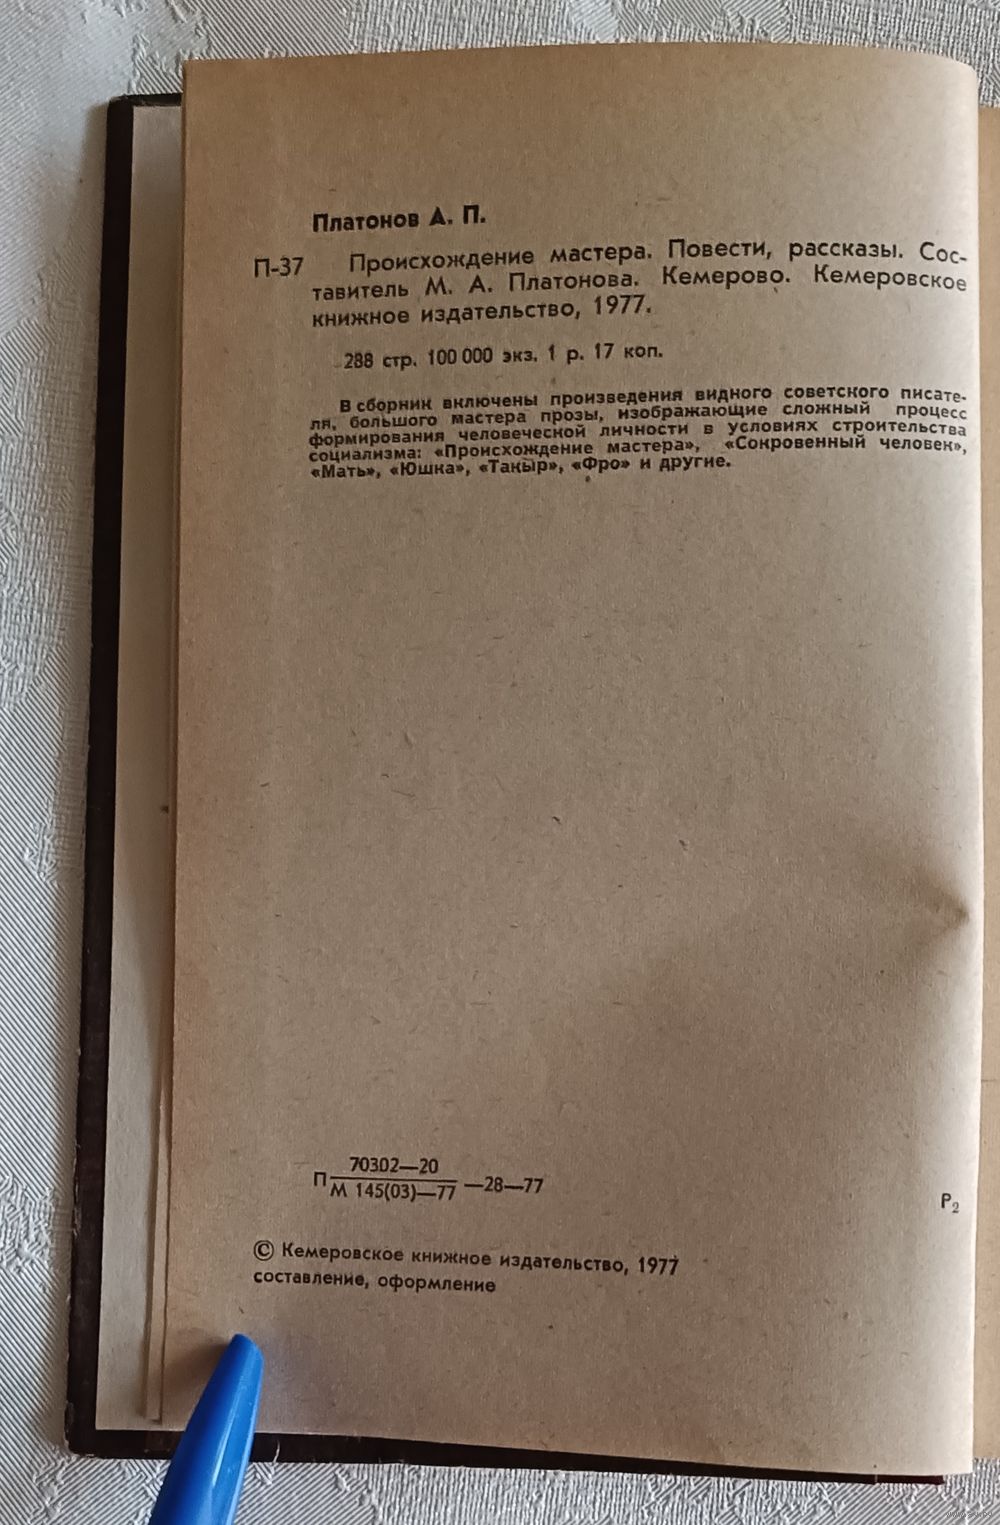 Платонов А. П.
П-37 Происхождение мастера. Повести, рассказы. Сос-
тавитель М. А. Платонова. Кемерово. Кемеровское
книжное издательство, 1977.
288 стр. 100 000 экз. 1 р. 17 коп.
В сборник включены произведения видного советского писате-
ля, большого мастера прозы, изображающие сложный процесс
формирования человеческой личности в условиях строительства
социализма: «Происхождение мастера», «Сокровенный человек»,
«Мать», «Юшка», «Такыр», «Фро» и другие.
70302—20
П М 145(03)—77 —28—77
Р2
© Кемеровское книжное издательство, 1977
составление, оформление